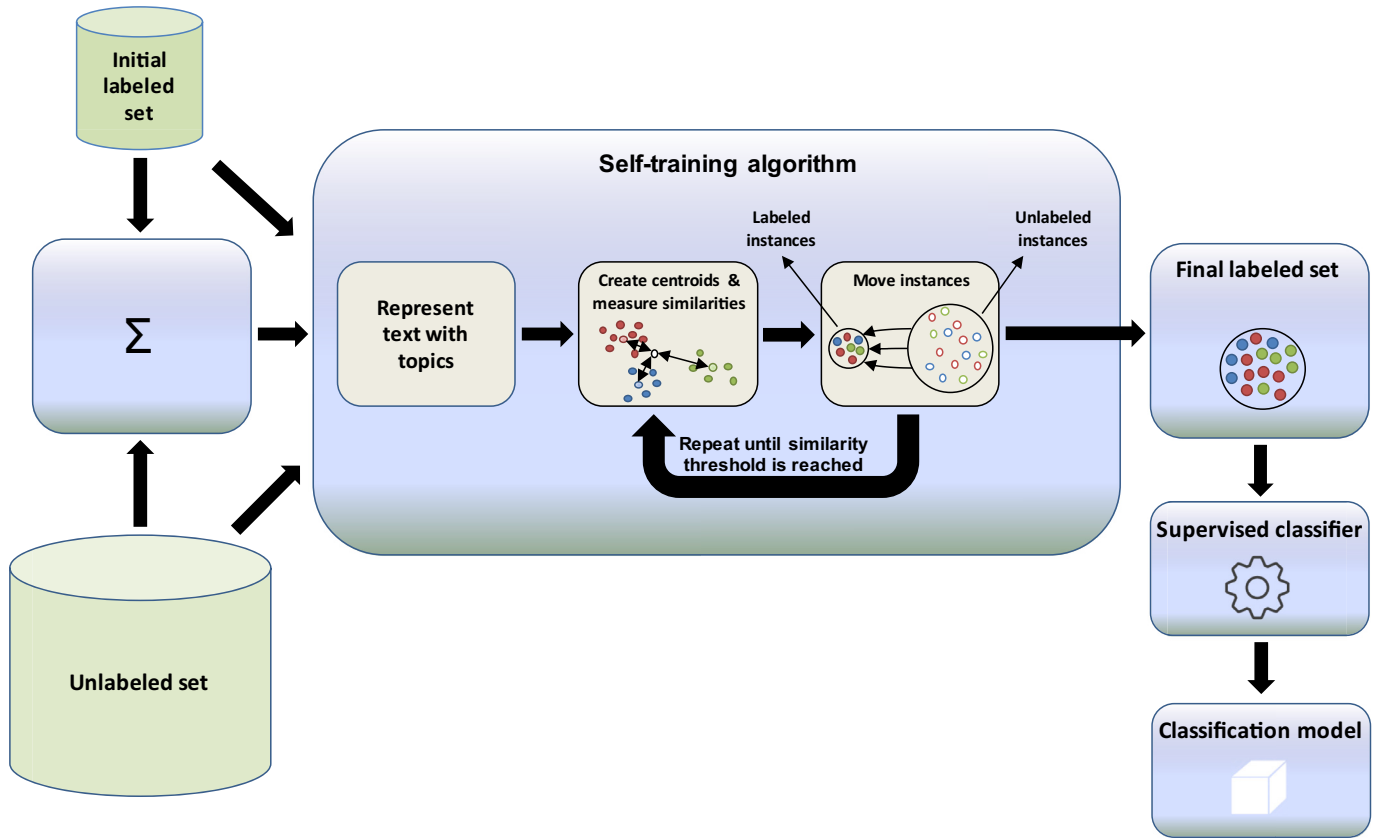 Initial
labeled
set
Σ
Unlabeled set
Self-training algorithm
Represent
text with
topics
Create centroids &
measure similarities
Labeled
instances
Unlabeled
instances
Move instances
Repeat until similarity
threshold is reached
Final labeled set
Supervised classifier
Classification model